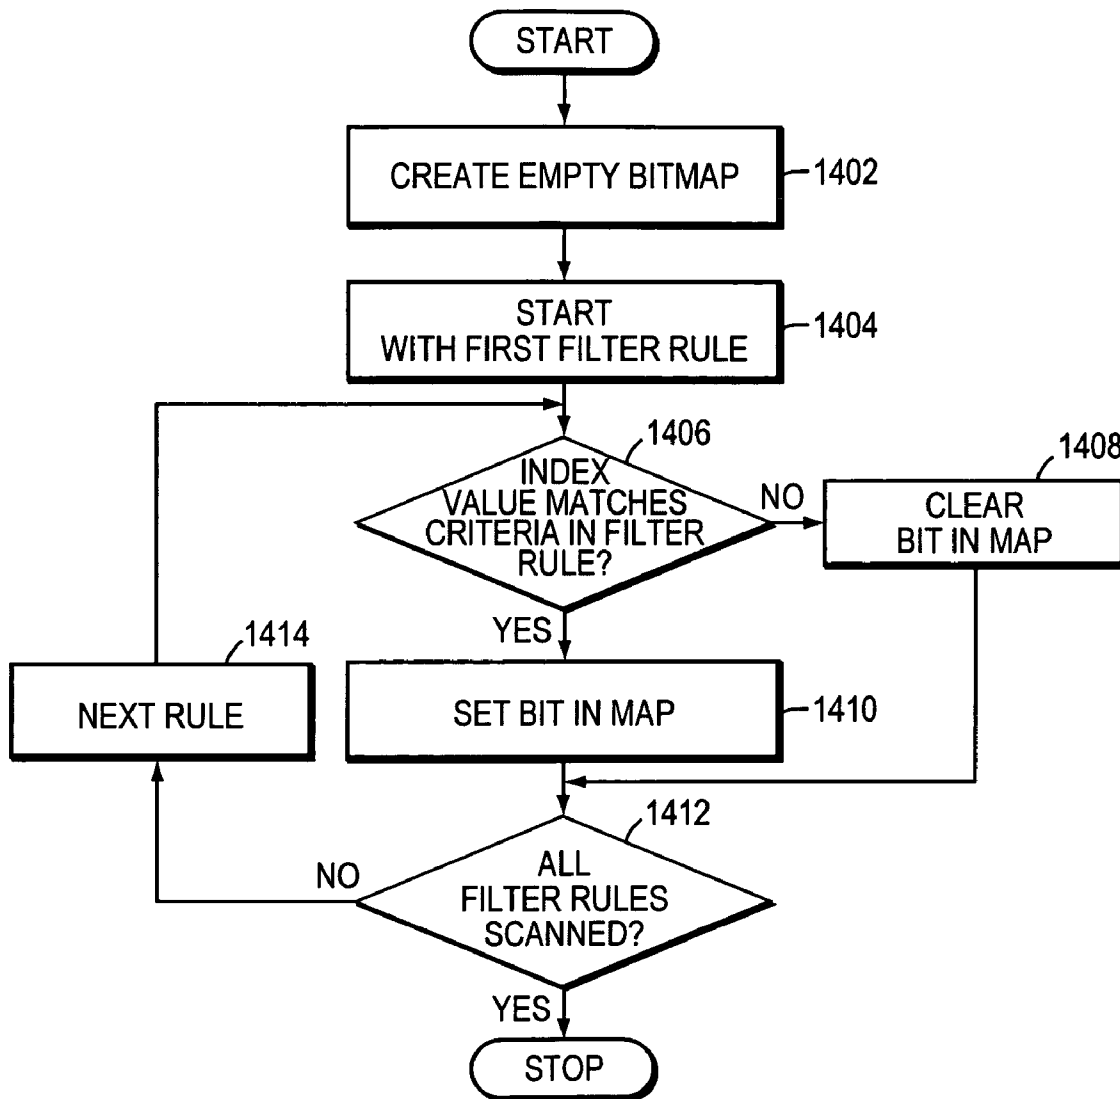 START
CREATE EMPTY BITMAP
1402
START
WITH FIRST FILTER RULE
1404
1406
INDEX
VALUE MATCHES
CRITERIA IN FILTER
RULE?
NO
1408
CLEAR
BIT IN MAP
YES
1414
NEXT RULE
SET BIT IN MAP
1410
1412
ALL
FILTER RULES
SCANNED?
NO
YES
STOP